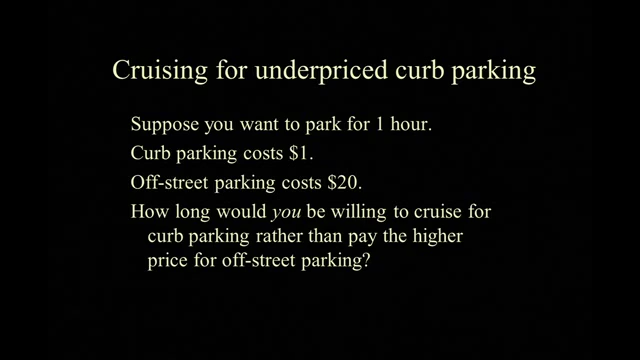 Cruising for underpriced curb parking
Suppose you want to park for 1 hour.
Curb parking costs $1.
Off-street parking costs $20.
How long would you be willing to cruise for
curb parking rather than pay the higher
price for off-street parking?